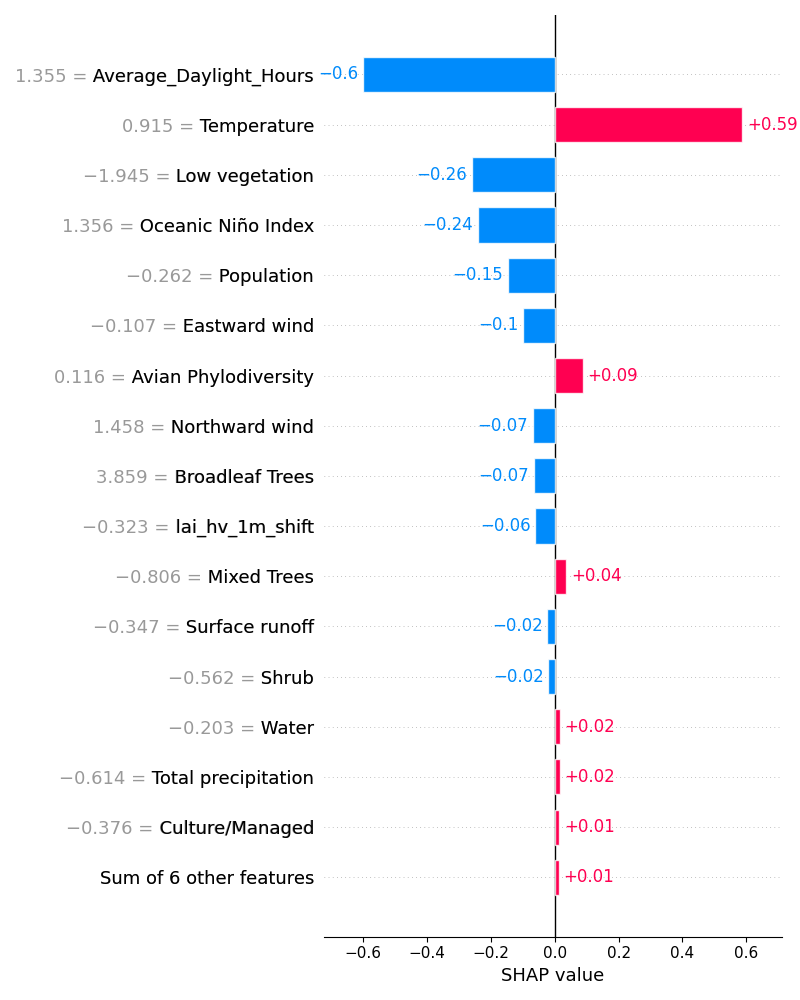 1.355 = Average_Daylight_Hours −0.6
0.915 = Temperature +0.59
−1.945 = Low vegetation −0.26
1.356 = Oceanic Niño Index −0.24
−0.262 = Population −0.15
−0.107 = Eastward wind −0.1
0.116 = Avian Phylodiversity +0.09
1.458 = Northward wind −0.07
3.859 = Broadleaf Trees −0.07
−0.323 = lai_hv_1m_shift −0.06
−0.806 = Mixed Trees +0.04
−0.347 = Surface runoff −0.02
−0.562 = Shrub −0.02
−0.203 = Water +0.02
−0.614 = Total precipitation +0.02
−0.376 = Culture/Managed +0.01
Sum of 6 other features +0.01
−0.6 −0.4 −0.2 0.0 0.2 0.4 0.6
SHAP value